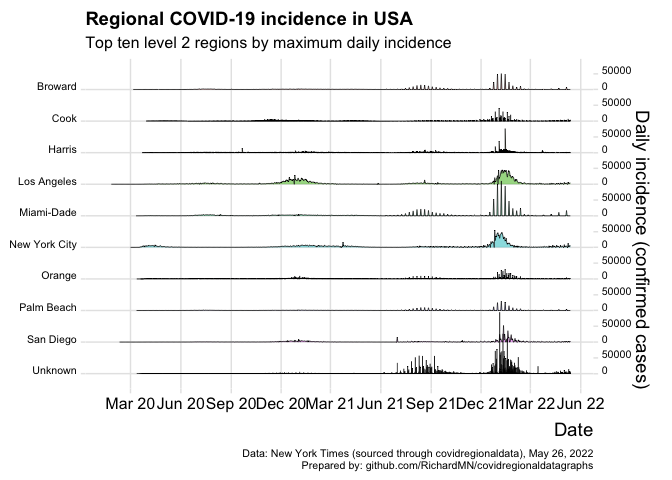 Regional COVID-19 incidence in USA
Top ten level 2 regions by maximum daily incidence
Broward
50000
0
Cook
50000
0
Harris
50000
0
Los Angeles
50000
0
Miami-Dade
50000
0
New York City
50000
0
Orange
50000
0
Palm Beach
50000
0
San Diego
50000
0
Unknown
50000
0
Daily incidence (confirmed cases)
Mar 20 Jun 20 Sep 20 Dec 20 Mar 21 Jun 21 Sep 21 Dec 21 Mar 22 Jun 22
Date
Data: New York Times (sourced through covidregionaldata), May 26, 2022
Prepared by: github.com/RichardMN/covidregionaldatagraphs